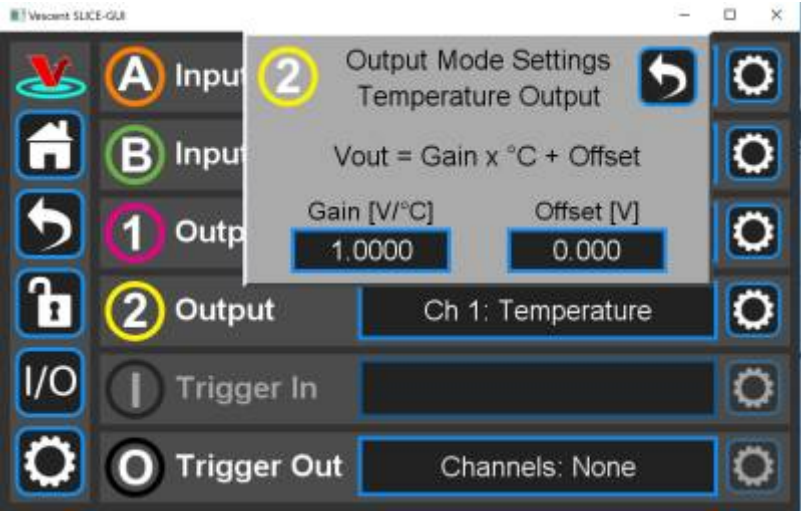 Vescent SLICE-GUI
A Input
2 Output Mode Settings
Temperature Output
Vout = Gain x °C + Offset
Gain [V/°C] Offset [V]
1.0000 0.000
B Input
1 Outp
2 Output Ch 1: Temperature
I/O
I Trigger In
O Trigger Out Channels: None